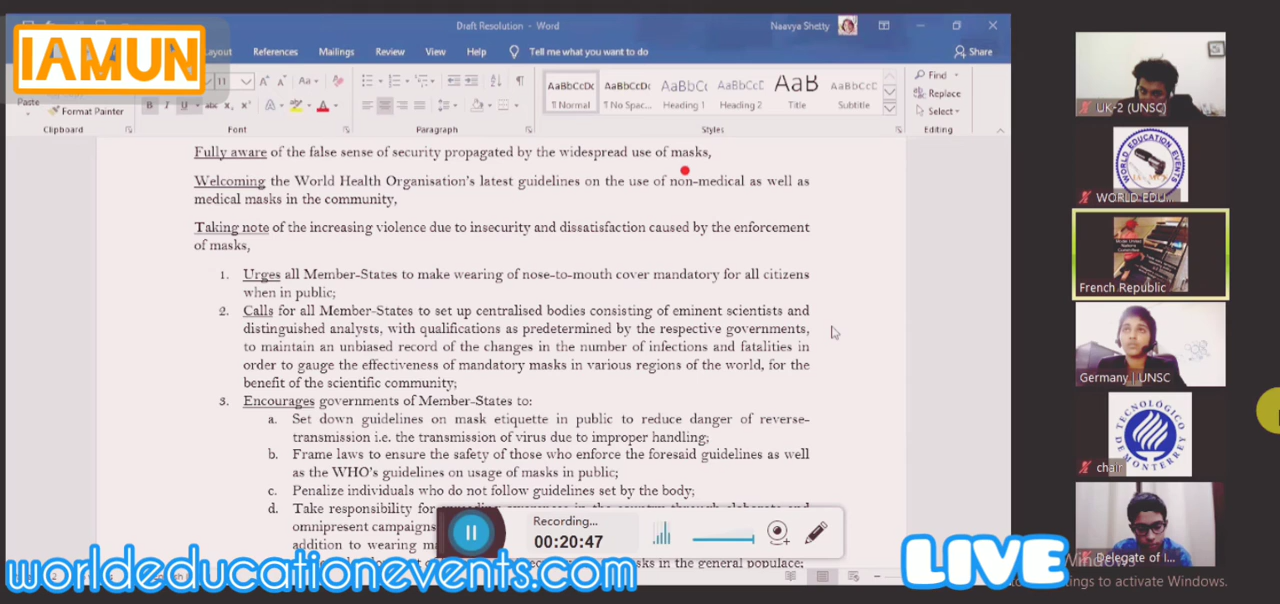 Draft Resolution - Word
Naavya Shetty
IAMUN
Layout References Mailings Review View Help Tell me what you want to do Share
11
Paste
Format Painter
Clipboard Font Paragraph Styles Editing
AaBbCcDc AaBbCcDc AaBbCc AaBbCcD AaB AaBbCcD
¶ Normal ¶ No Spac... Heading 1 Heading 2 Title Subtitle
Find
Replace
Select
Fully aware of the false sense of security propagated by the widespread use of masks,
Welcoming the World Health Organisation's latest guidelines on the use of non-medical as well as
medical masks in the community,
Taking note of the increasing violence due to insecurity and dissatisfaction caused by the enforcement
of masks,
1. Urges all Member-States to make wearing of nose-to-mouth cover mandatory for all citizens
when in public;
2. Calls for all Member-States to set up centralised bodies consisting of eminent scientists and
distinguished analysts, with qualifications as predetermined by the respective governments,
to maintain an unbiased record of the changes in the number of infections and fatalities in
order to gauge the effectiveness of mandatory masks in various regions of the world, for the
benefit of the scientific community;
3. Encourages governments of Member-States to:
a. Set down guidelines on mask etiquette in public to reduce danger of reverse-
transmission i.e. the transmission of virus due to improper handling;
b. Frame laws to ensure the safety of those who enforce the foresaid guidelines as well
as the WHO's guidelines on usage of masks in public;
c. Penalize individuals who do not follow guidelines set by the body;
d. Take responsibility for spreading awareness in the country through elaborate and
omnipresent campaigns
addition to wearing
masks in the general populace;
Recording...
00:20:47
worldeducationevents.com
LIVE
Windows
to activate Windows.
UK-2 (UNSC)
WORLD EDUCATION EVENTS
WORLD EDU...
French Republic
Germany | UNSC
TECNOLÓGICO
DE MONTERREY
chair
Delegate of I...